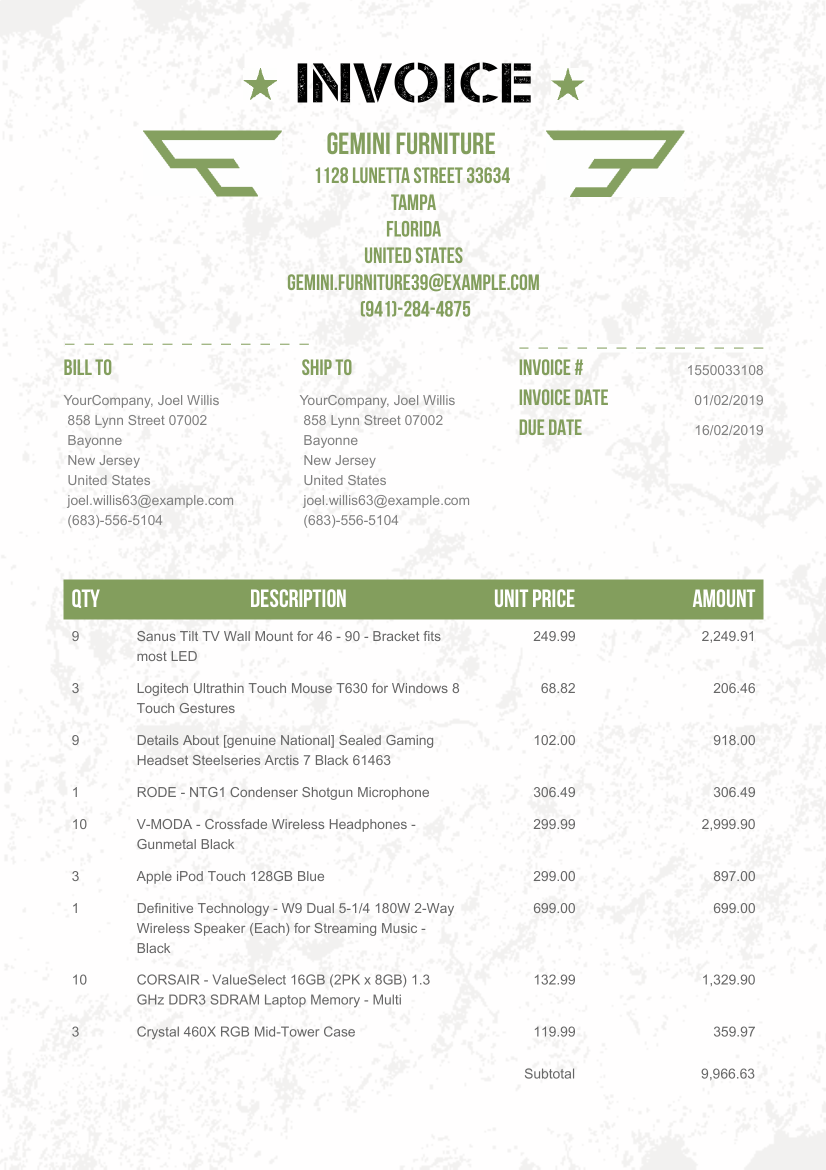 INVOICE
GEMINI FURNITURE
1128 LUNETTA STREET 33634
TAMPA
FLORIDA
UNITED STATES
GEMINI.FURNITURE39@EXAMPLE.COM
(941)-284-4875
BILL TO
YourCompany, Joel Willis
858 Lynn Street 07002
Bayonne
New Jersey
United States
joel.willis63@example.com
(683)-556-5104
SHIP TO
YourCompany, Joel Willis
858 Lynn Street 07002
Bayonne
New Jersey
United States
joel.willis63@example.com
(683)-556-5104
INVOICE # 1550033108
INVOICE DATE 01/02/2019
DUE DATE 16/02/2019
QTY DESCRIPTION UNIT PRICE AMOUNT
9 Sanus Tilt TV Wall Mount for 46 - 90 - Bracket fits 249.99 2,249.91
most LED
3 Logitech Ultrathin Touch Mouse T630 for Windows 8 68.82 206.46
Touch Gestures
9 Details About [genuine National] Sealed Gaming 102.00 918.00
Headset Steelseries Arctis 7 Black 61463
1 RODE - NTG1 Condenser Shotgun Microphone 306.49 306.49
10 V-MODA - Crossfade Wireless Headphones - 299.99 2,999.90
Gunmetal Black
3 Apple iPod Touch 128GB Blue 299.00 897.00
1 Definitive Technology - W9 Dual 5-1/4 180W 2-Way 699.00 699.00
Wireless Speaker (Each) for Streaming Music -
Black
10 CORSAIR - ValueSelect 16GB (2PK x 8GB) 1.3 132.99 1,329.90
GHz DDR3 SDRAM Laptop Memory - Multi
3 Crystal 460X RGB Mid-Tower Case 119.99 359.97
Subtotal 9,966.63